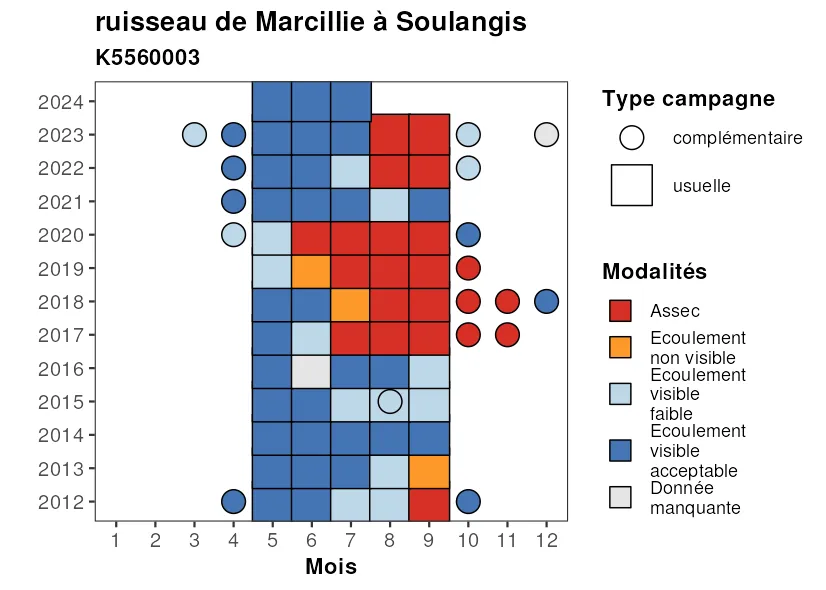 ruisseau de Marcillie à Soulangis
K5560003
2024
2023
2022
2021
2020
2019
2018
2017
2016
2015
2014
2013
2012
1 2 3 4 5 6 7 8 9 10 11 12
Mois
Type campagne
complémentaire
usuelle
Modalités
Assec
Ecoulement
non visible
Ecoulement
visible
faible
Ecoulement
visible
acceptable
Donnée
manquante